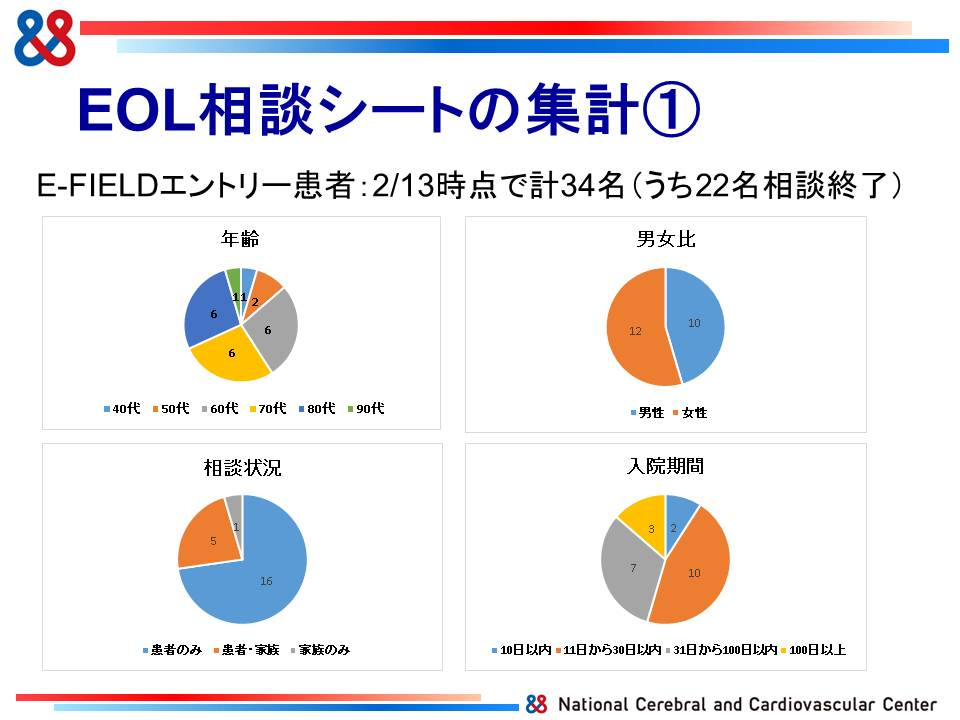 EOL相談シートの集計①
E-FIELDエントリー患者：2/13時点で計34名（うち22名相談終了）
年齢
1
1
2
6
6
6
40代 50代 60代 70代 80代 90代
男女比
12
10
男性 女性
相談状況
1
5
16
患者のみ 患者・家族 家族のみ
入院期間
3
2
7
10
10日以内 11日から30日以内 31日から100日以内 100日以上
National Cerebral and Cardiovascular Center